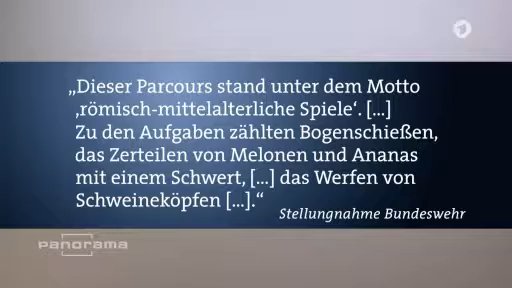 „Dieser Parcours stand unter dem Motto
‚römisch-mittelalterliche Spiele‘. [...]
Zu den Aufgaben zählten Bogenschießen,
das Zerteilen von Melonen und Ananas
mit einem Schwert, [...] das Werfen von
Schweineköpfen [...].“
Stellungnahme Bundeswehr
panorama